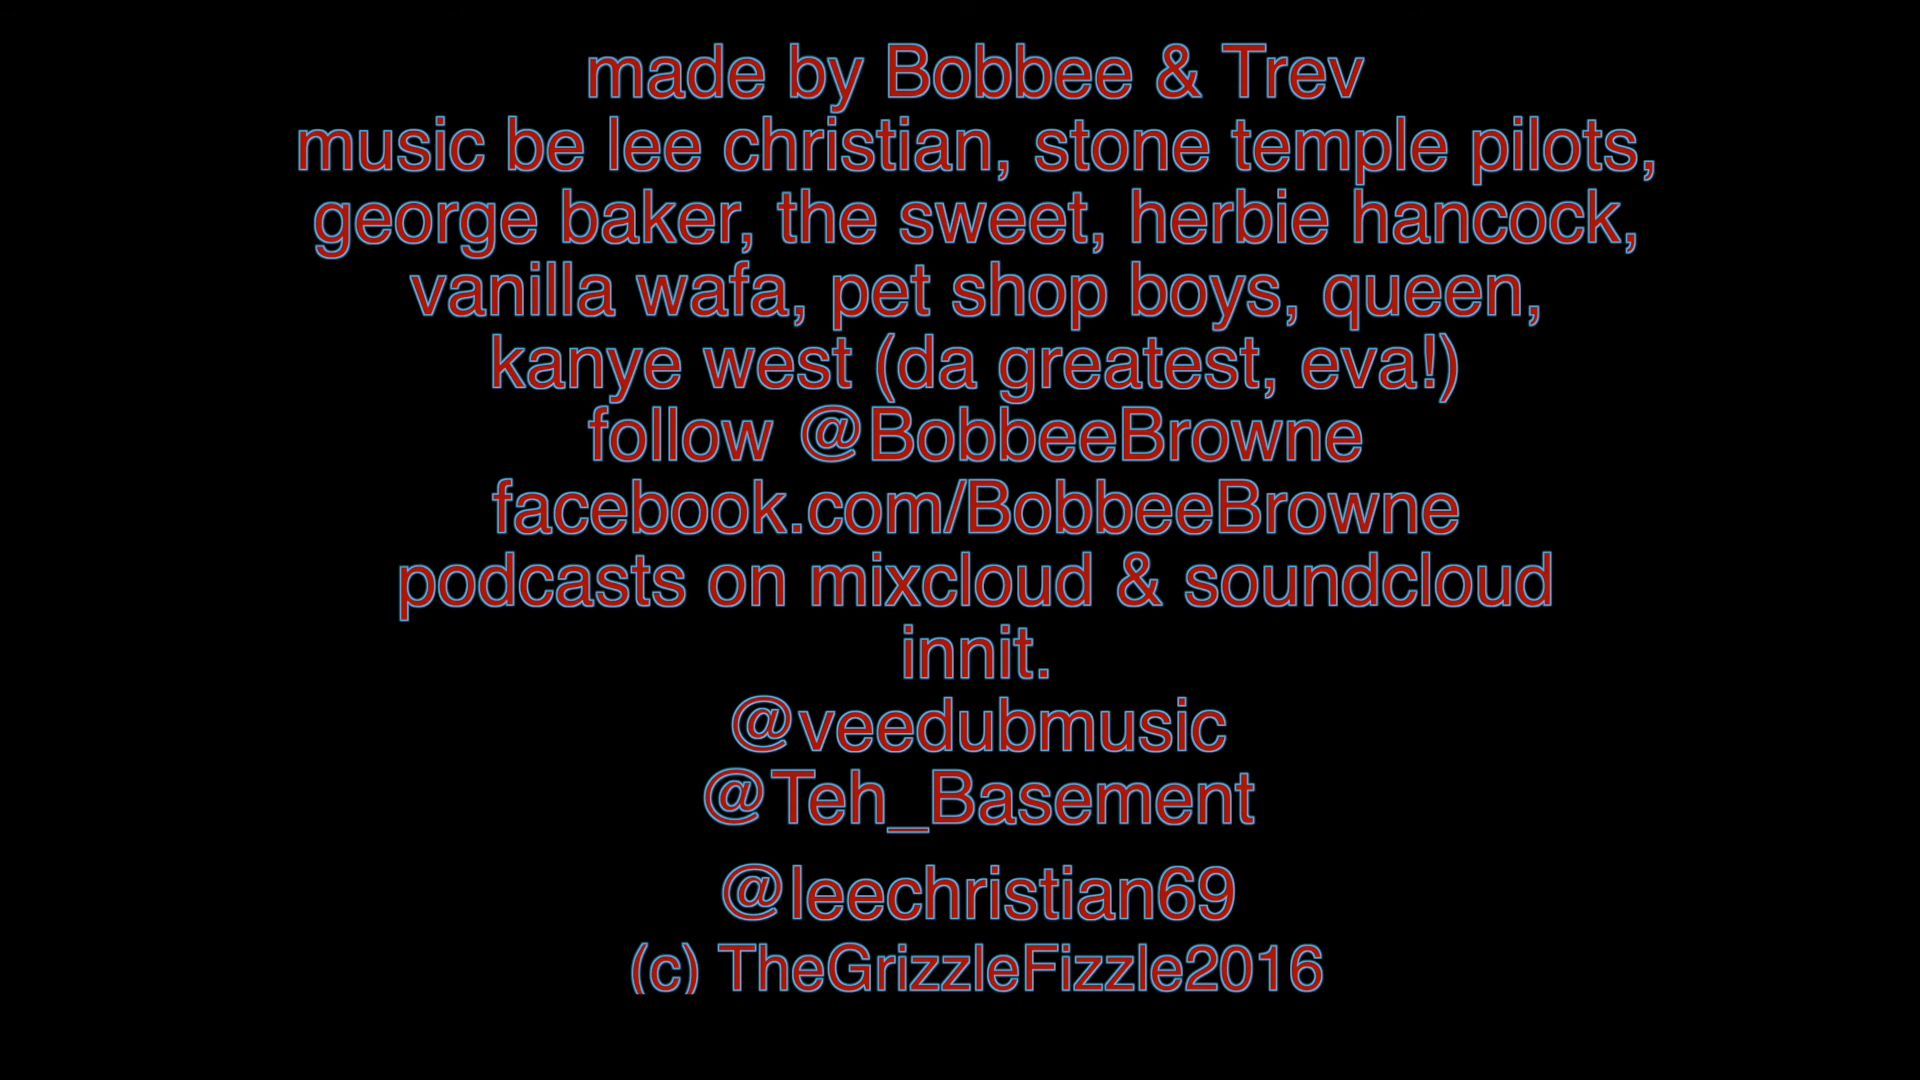 made by Bobbee & Trev
music be lee christian, stone temple pilots,
george baker, the sweet, herbie hancock,
vanilla wafa, pet shop boys, queen,
kanye west (da greatest, eva!)
follow @BobbeeBrowne
facebook.com/BobbeeBrowne
podcasts on mixcloud & soundcloud
innit.
@veedubmusic
@Teh_Basement
@leechristian69
(c) TheGrizzleFizzle2016